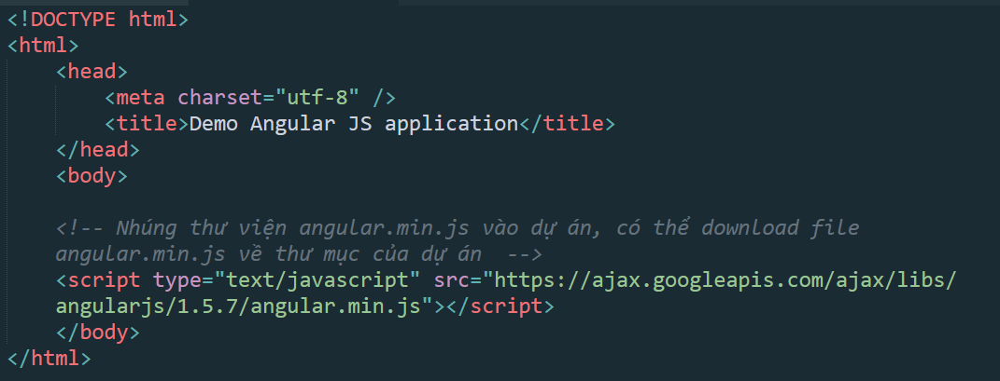 <!DOCTYPE html>
<html>
<head>
<meta charset="utf-8" />
<title>Demo Angular JS application</title>
</head>
<body>
<!-- Nhúng thư viện angular.min.js vào dự án, có thể download file
angular.min.js về thư mục của dự án  -->
<script type="text/javascript" src="https://ajax.googleapis.com/ajax/libs/
angularjs/1.5.7/angular.min.js"></script>
</body>
</html>